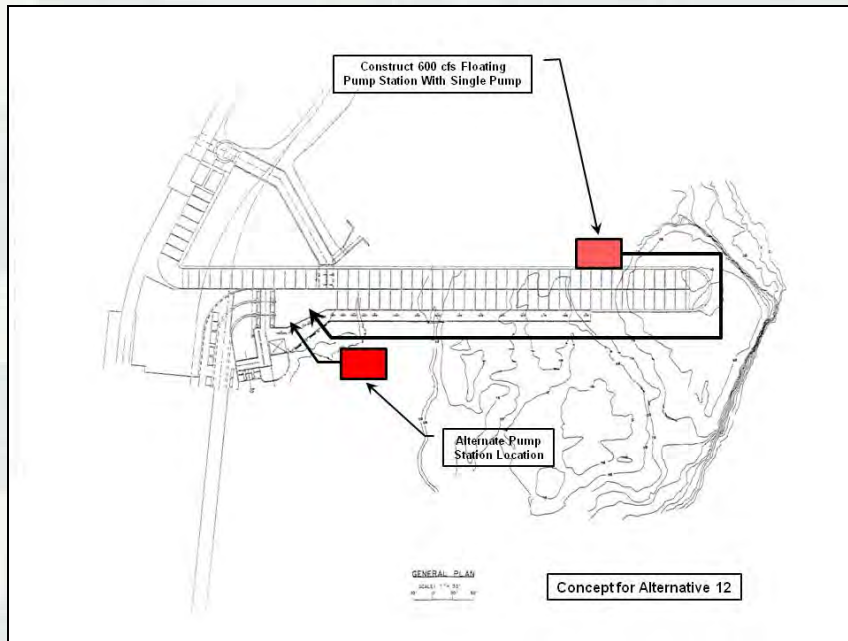 Construct 600 cfs Floating
Pump Station With Single Pump
Alternate Pump
Station Location
GENERAL PLAN
Concept for Alternative 12